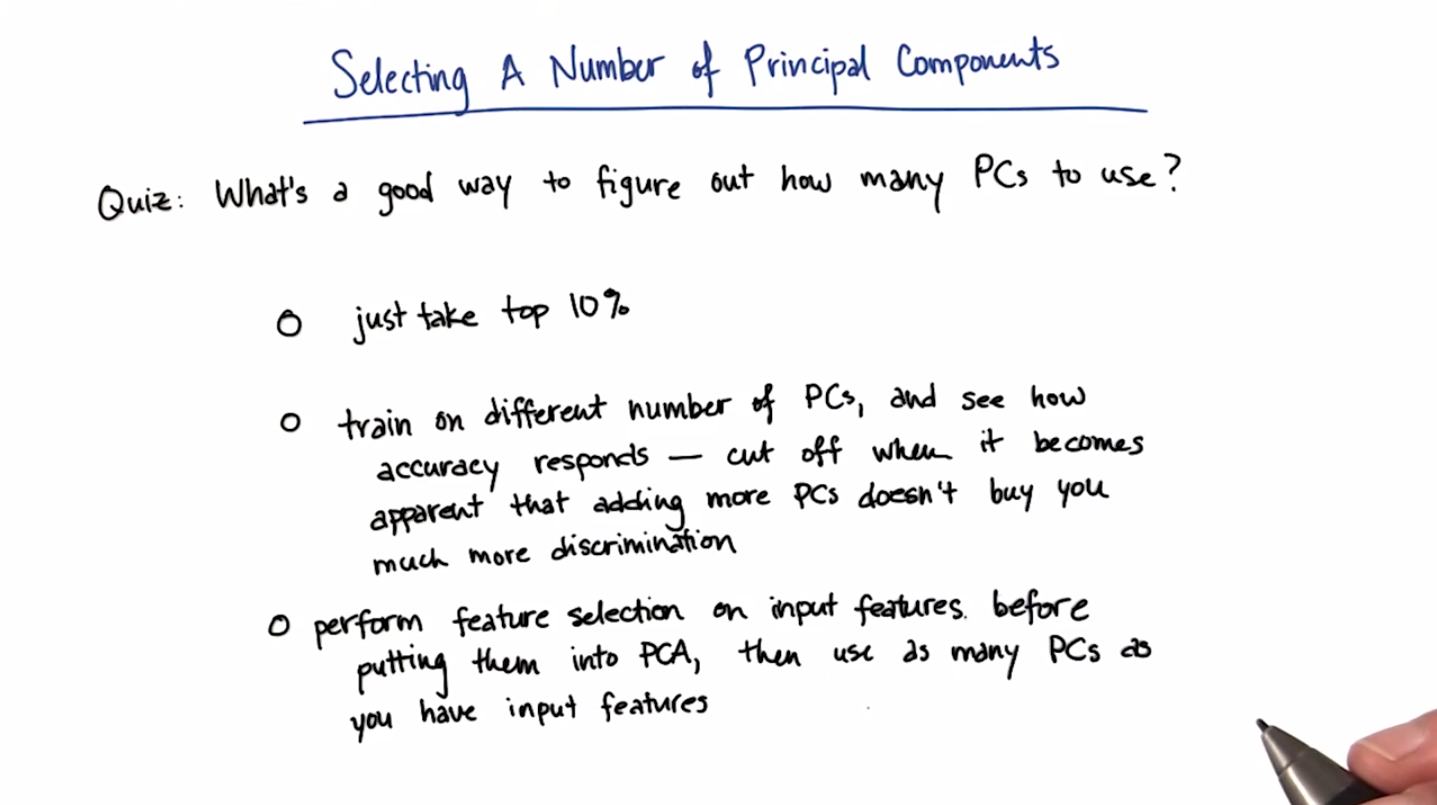 Selecting A Number of Principal Components
Quiz: What's a good way to figure out how many PCs to use?
O just take top 10%
O train on different number of PCs, and see how
accuracy responds — cut off when it becomes
apparent that adding more PCs doesn't buy you
much more discrimination
O perform feature selection on input features. before
putting them into PCA, then use as many PCs as
you have input features